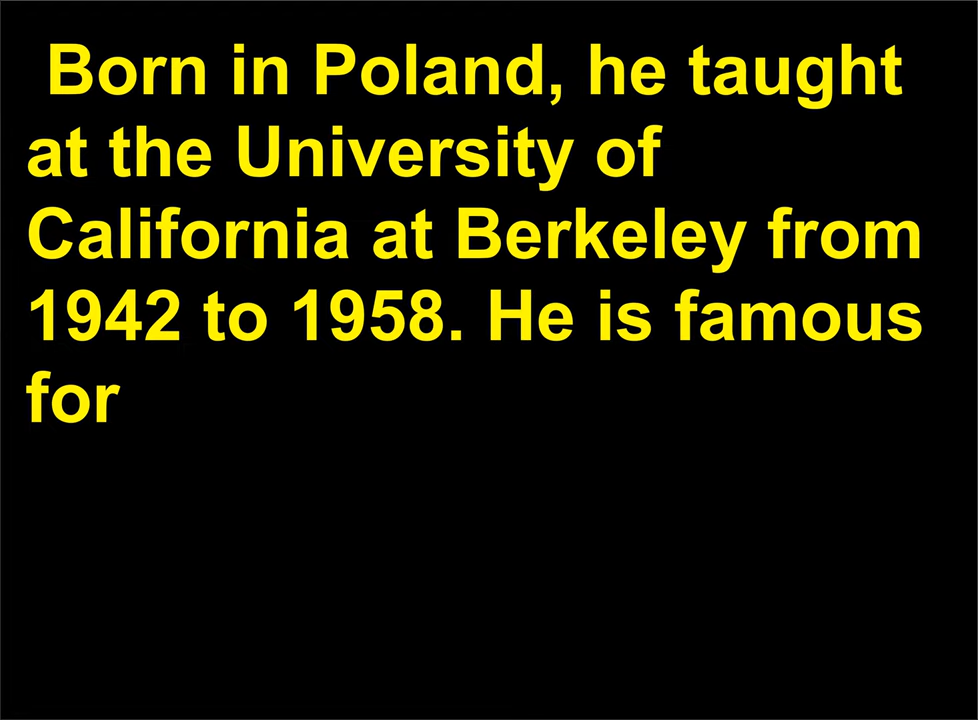 Born in Poland, he taught
at the University of
California at Berkeley from
1942 to 1958. He is famous
for